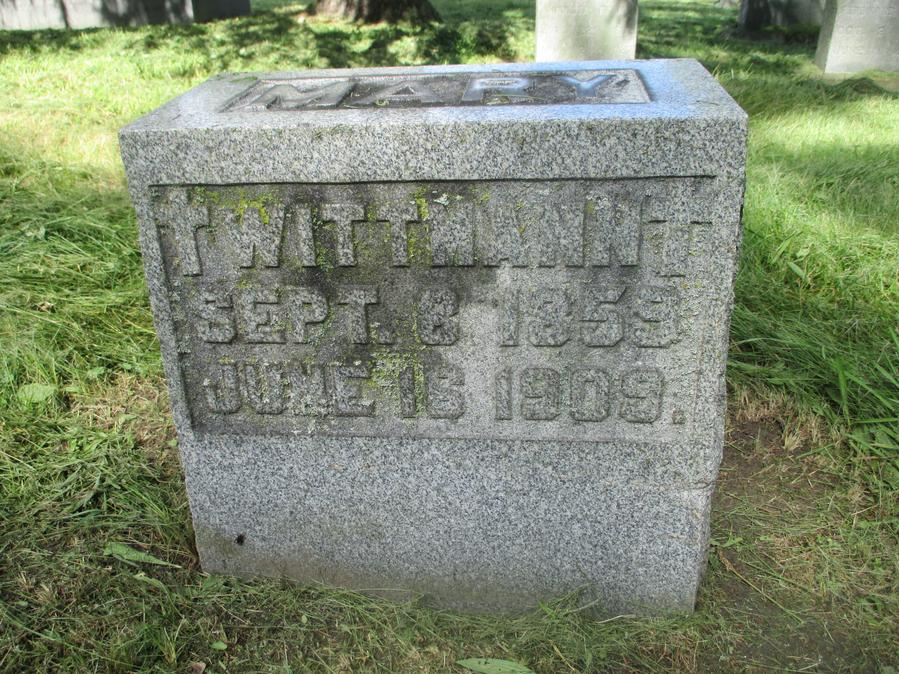 MARY
T WITTMANN T
SEPT. 8 1859
JUNE 16 1909.